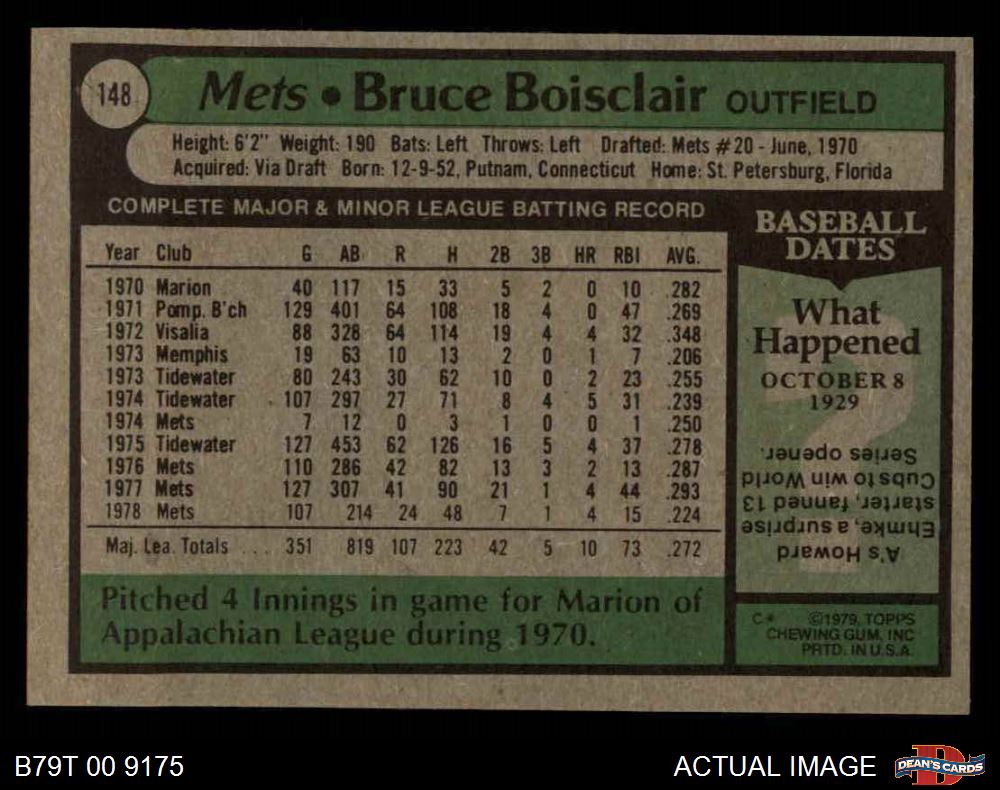 148
Mets • Bruce Boisclair OUTFIELD
Height: 6'2" Weight: 190 Bats: Left Throws: Left Drafted: Mets #20 - June, 1970
Acquired: Via Draft Born: 12-9-52, Putnam, Connecticut Home: St. Petersburg, Florida
COMPLETE MAJOR & MINOR LEAGUE BATTING RECORD
Year Club G AB R H 2B 3B HR RBI AVG.
1970 Marion 40 117 15 33 5 2 0 10 .282
1971 Pomp. B'ch 129 401 64 108 18 4 0 47 .269
1972 Visalia 88 328 64 114 19 4 4 32 .348
1973 Memphis 19 63 10 13 2 0 1 7 .206
1973 Tidewater 80 243 30 62 10 0 2 23 .255
1974 Tidewater 107 297 27 71 8 4 5 31 .239
1974 Mets 7 12 0 3 1 0 0 1 .250
1975 Tidewater 127 453 62 126 16 5 4 37 .278
1976 Mets 110 286 42 82 13 3 2 13 .287
1977 Mets 127 307 41 90 21 1 4 44 .293
1978 Mets 107 214 24 48 7 1 4 15 .224
Maj. Lea. Totals ... 351 819 107 223 42 5 10 73 .272
Pitched 4 Innings in game for Marion of
Appalachian League during 1970.
BASEBALL
DATES
What
Happened
OCTOBER 8
1929
A's Howard
Ehmke, a surprise
starter, fanned 13
Cubs to win World
Series opener.
C* ©1979, TOPPS
CHEWING GUM, INC
PRTD. IN U.S.A.
B79T 00 9175
ACTUAL IMAGE
DEAN'S CARDS